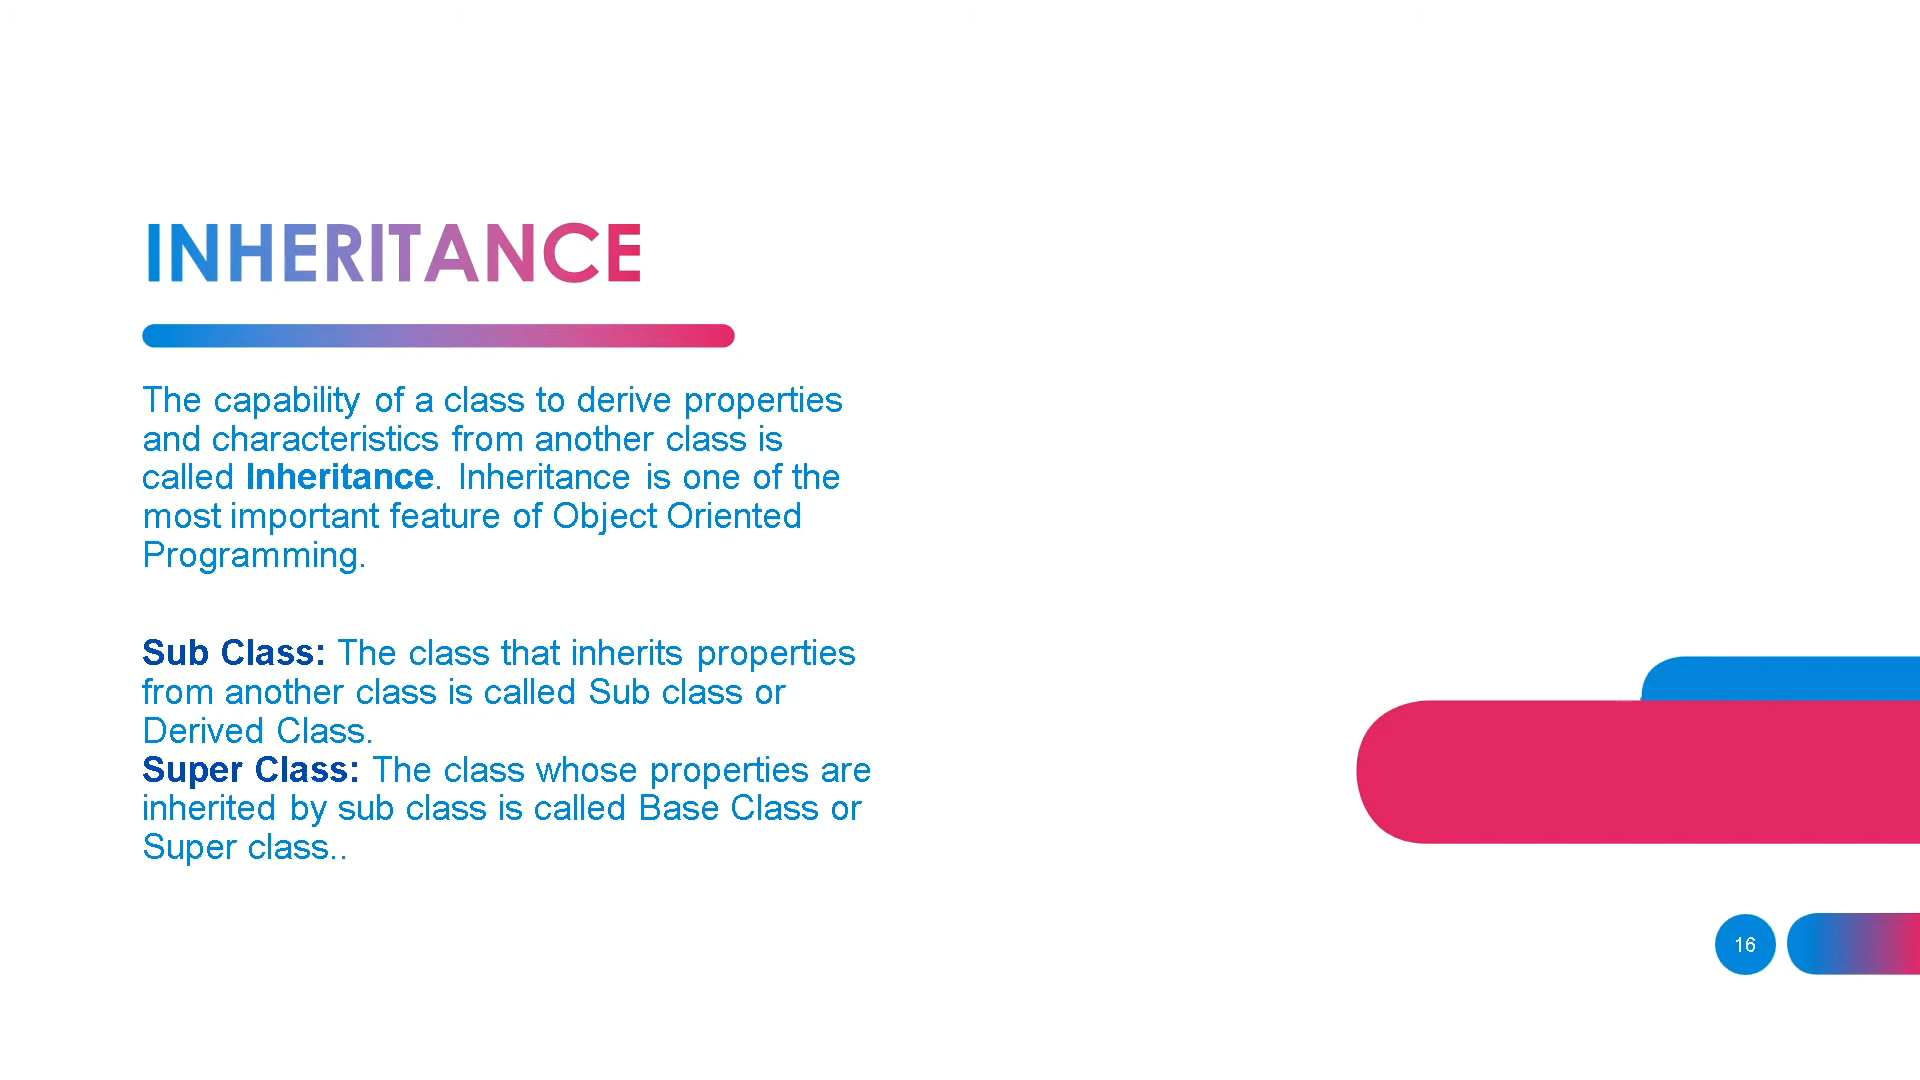 INHERITANCE
The capability of a class to derive properties
and characteristics from another class is
called Inheritance. Inheritance is one of the
most important feature of Object Oriented
Programming.
Sub Class: The class that inherits properties
from another class is called Sub class or
Derived Class.
Super Class: The class whose properties are
inherited by sub class is called Base Class or
Super class..
16